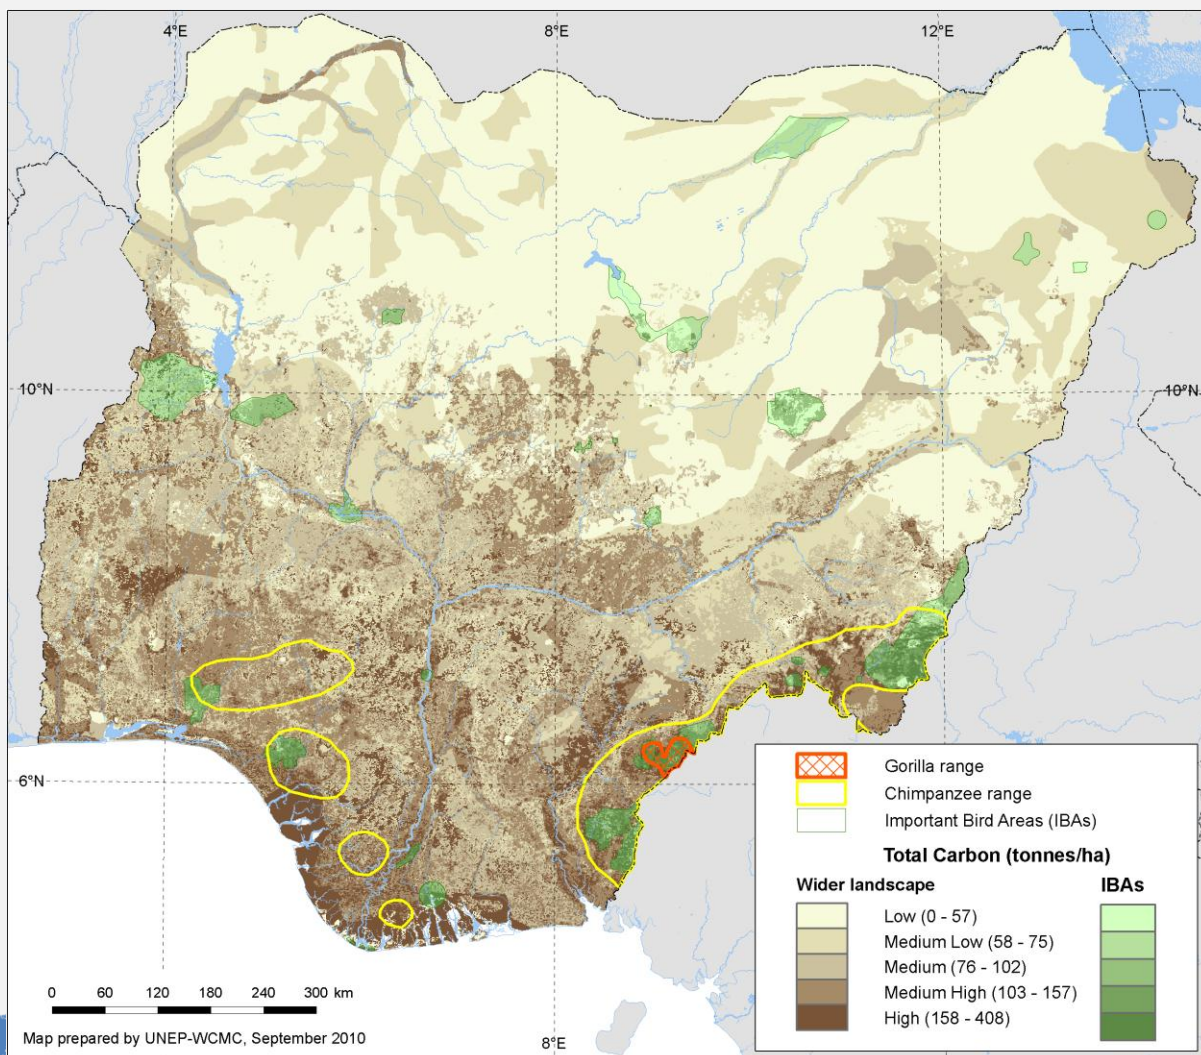 4°E
8°E
12°E
10°N
10°N
6°N
8°E
Gorilla range
Chimpanzee range
Important Bird Areas (IBAs)
Total Carbon (tonnes/ha)
Wider landscape IBAs
Low (0 - 57)
Medium Low (58 - 75)
Medium (76 - 102)
Medium High (103 - 157)
High (158 - 408)
0 60 120 180 240 300 km
Map prepared by UNEP-WCMC, September 2010